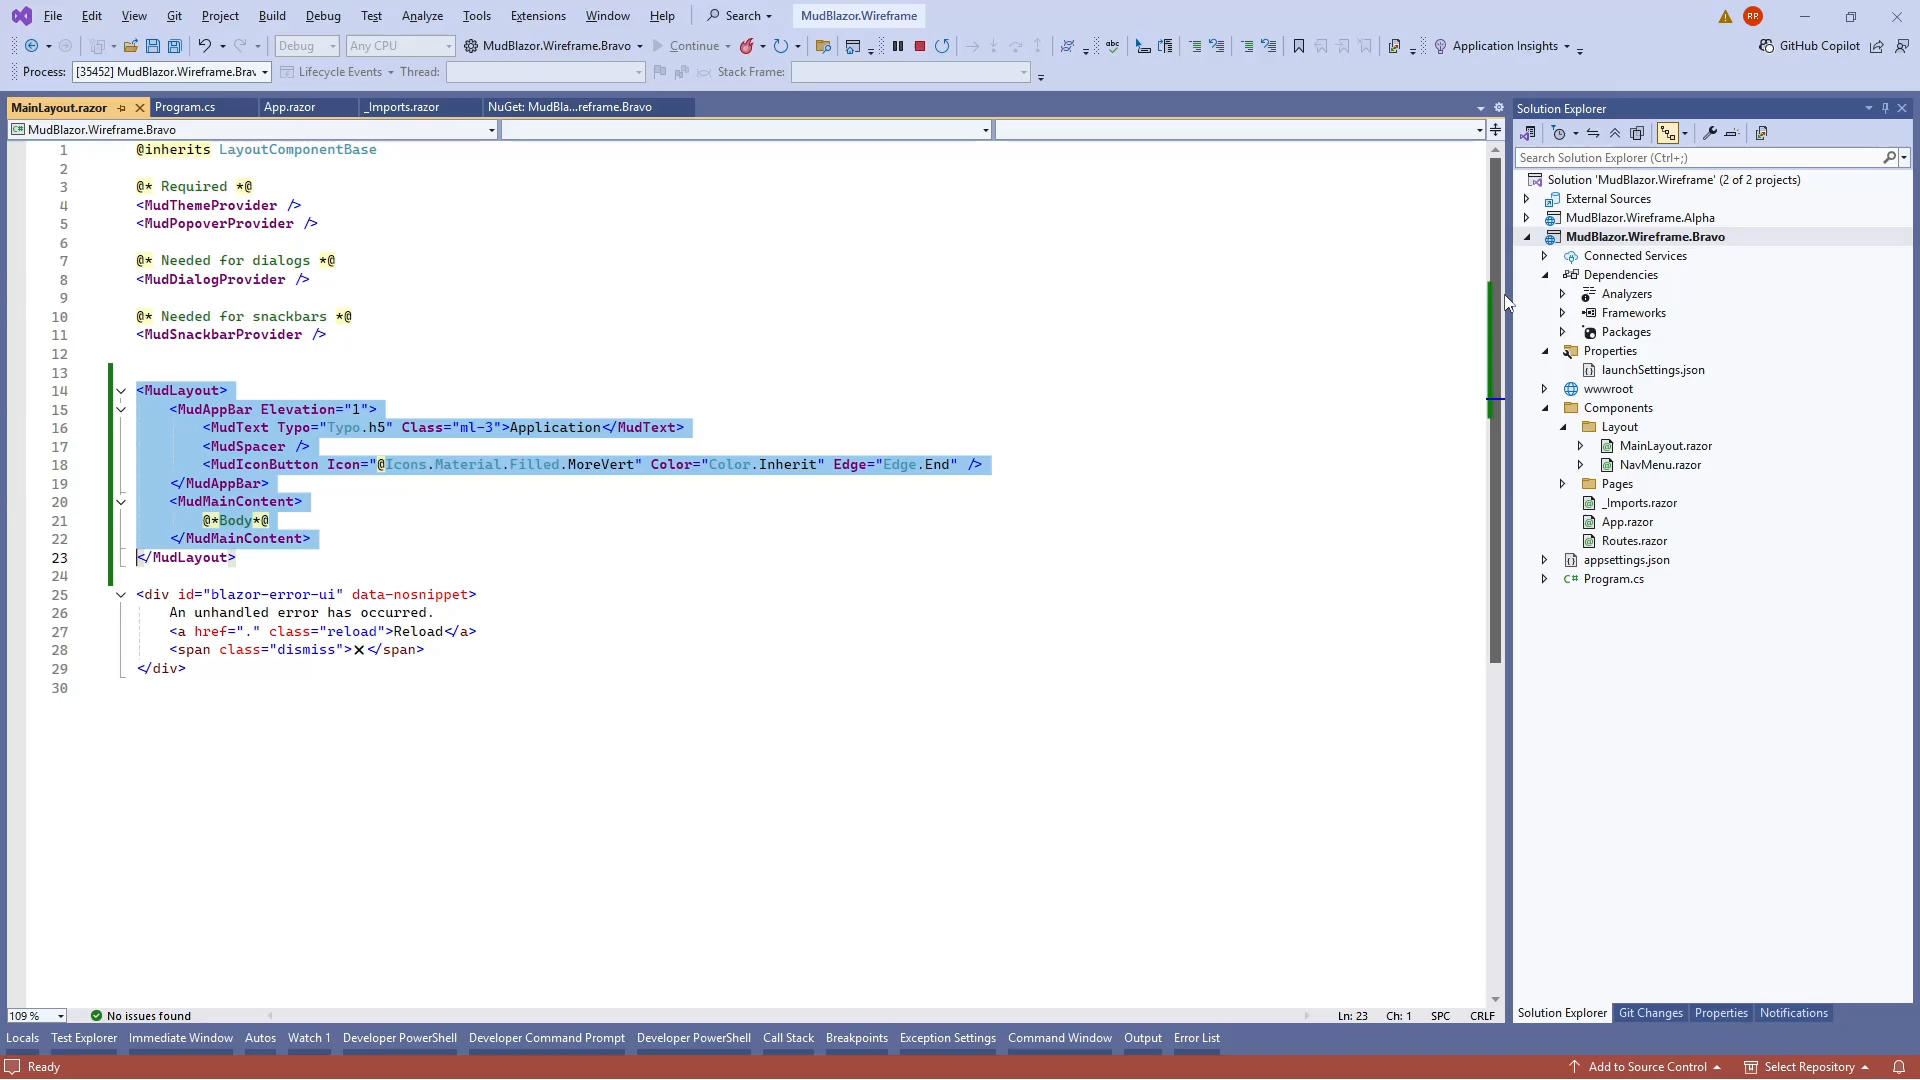 File Edit View Git Project Build Debug Test Analyze Tools Extensions Window Help Search MudBlazor.Wireframe RR
Debug Any CPU MudBlazor.Wireframe.Bravo Continue Application Insights GitHub Copilot
Process: [35452] MudBlazor.Wireframe.Brav Lifecycle Events Thread: Stack Frame:
MainLayout.razor Program.cs App.razor _Imports.razor NuGet: MudBla...reframe.Bravo
MudBlazor.Wireframe.Bravo
1 @inherits LayoutComponentBase
2
3 @* Required *@
4 <MudThemeProvider />
5 <MudPopoverProvider />
6
7 @* Needed for dialogs *@
8 <MudDialogProvider />
9
10 @* Needed for snackbars *@
11 <MudSnackbarProvider />
12
13
14 <MudLayout>
15 <MudAppBar Elevation="1">
16 <MudText Typo="Typo.h5" Class="ml-3">Application</MudText>
17 <MudSpacer />
18 <MudIconButton Icon="@Icons.Material.Filled.MoreVert" Color="Color.Inherit" Edge="Edge.End" />
19 </MudAppBar>
20 <MudMainContent>
21 @*Body*@
22 </MudMainContent>
23 </MudLayout>
24
25 <div id="blazor-error-ui" data-nosnippet>
26 An unhandled error has occurred.
27 <a href="." class="reload">Reload</a>
28 <span class="dismiss">🗙</span>
29 </div>
30
109 % No issues found Ln: 23 Ch: 1 SPC CRLF
Solution Explorer
Search Solution Explorer (Ctrl+;)
Solution 'MudBlazor.Wireframe' (2 of 2 projects)
External Sources
MudBlazor.Wireframe.Alpha
MudBlazor.Wireframe.Bravo
Connected Services
Dependencies
Analyzers
Frameworks
Packages
Properties
launchSettings.json
wwwroot
Components
Layout
MainLayout.razor
NavMenu.razor
Pages
_Imports.razor
App.razor
Routes.razor
appsettings.json
C# Program.cs
Solution Explorer Git Changes Properties Notifications
Locals Test Explorer Immediate Window Autos Watch 1 Developer PowerShell Developer Command Prompt Developer PowerShell Call Stack Breakpoints Exception Settings Command Window Output Error List
Ready Add to Source Control Select Repository